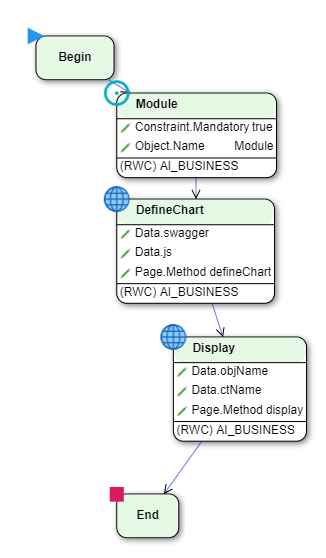 Begin
Module
Constraint.Mandatory true
Object.Name Module
(RWC) AI_BUSINESS
DefineChart
Data.swagger
Data.js
Page.Method defineChart
(RWC) AI_BUSINESS
Display
Data.objName
Data.ctName
Page.Method display
(RWC) AI_BUSINESS
End